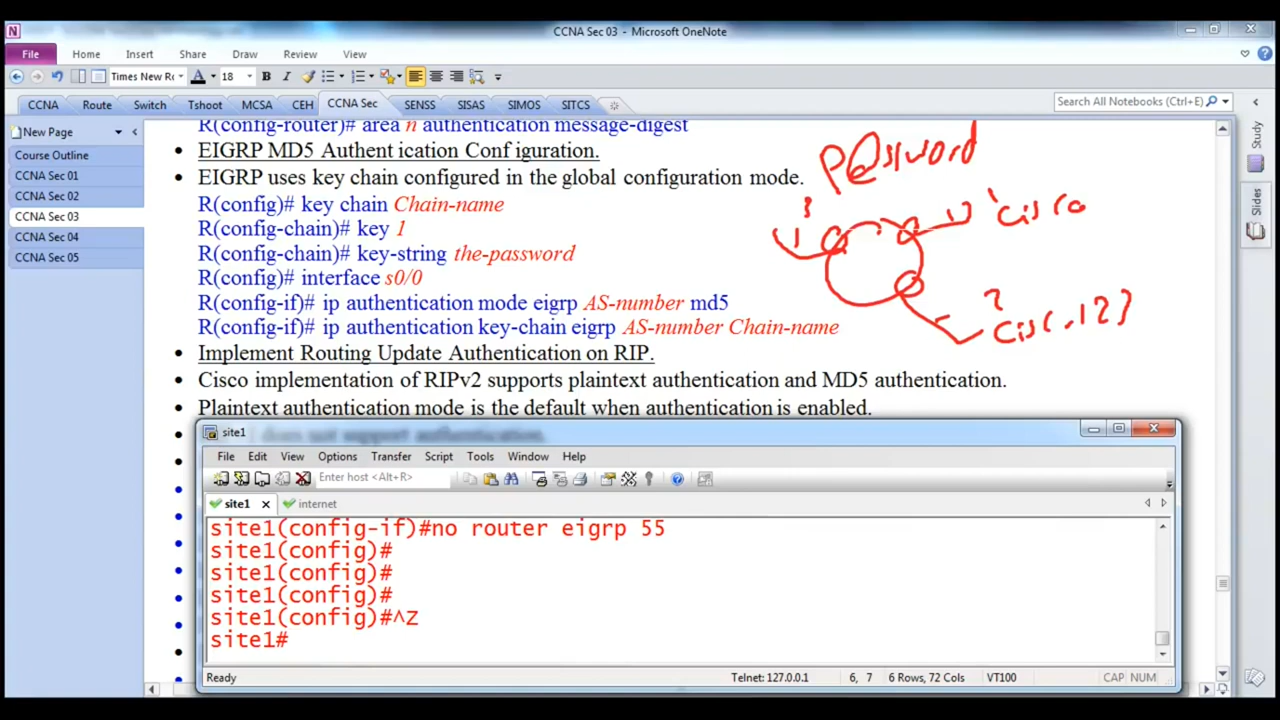 CCNA Sec 03 - Microsoft OneNote
File Home Insert Share Draw Review View
Times New Ro 18 B I
CCNA Route Switch Tshoot MCSA CEH CCNA Sec SENSS SISAS SIMOS SITCS
Search All Notebooks (Ctrl+E)
New Page
Course Outline
CCNA Sec 01
CCNA Sec 02
CCNA Sec 03
CCNA Sec 04
CCNA Sec 05
Study
Slides
R(config-router)# area n authentication message-digest
• EIGRP MD5 Authent ication Conf iguration.
• EIGRP uses key chain configured in the global configuration mode.
R(config)# key chain Chain-name
R(config-chain)# key 1
R(config-chain)# key-string the-password
R(config)# interface s0/0
R(config-if)# ip authentication mode eigrp AS-number md5
R(config-if)# ip authentication key-chain eigrp AS-number Chain-name
• Implement Routing Update Authentication on RIP.
• Cisco implementation of RIPv2 supports plaintext authentication and MD5 authentication.
• Plaintext authentication mode is the default when authentication is enabled.
does not support authentication.
Password
cisco
cisc.123
site1
File Edit View Options Transfer Script Tools Window Help
Enter host <Alt+R>
site1 internet
site1(config-if)#no router eigrp 55
site1(config)#
site1(config)#
site1(config)#
site1(config)#^Z
site1#
Ready Telnet: 127.0.0.1 6, 7 6 Rows, 72 Cols VT100 CAP NUM